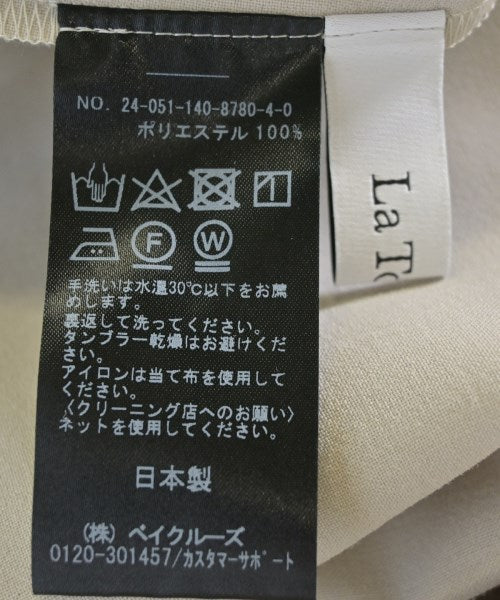 NO. 24-051-140-8780-4-0
ポリエステル 100%
F
W
手洗いは水温30℃以下をお薦
めします。
裏返して洗ってください。
タンブラー乾燥はお避けくだ
さい。
アイロンは当て布を使用して
ください。
〈クリーニング店へのお願い〉
ネットを使用してください。
日本製
(株) ベイクルーズ
0120-301457/カスタマーサポート
La T